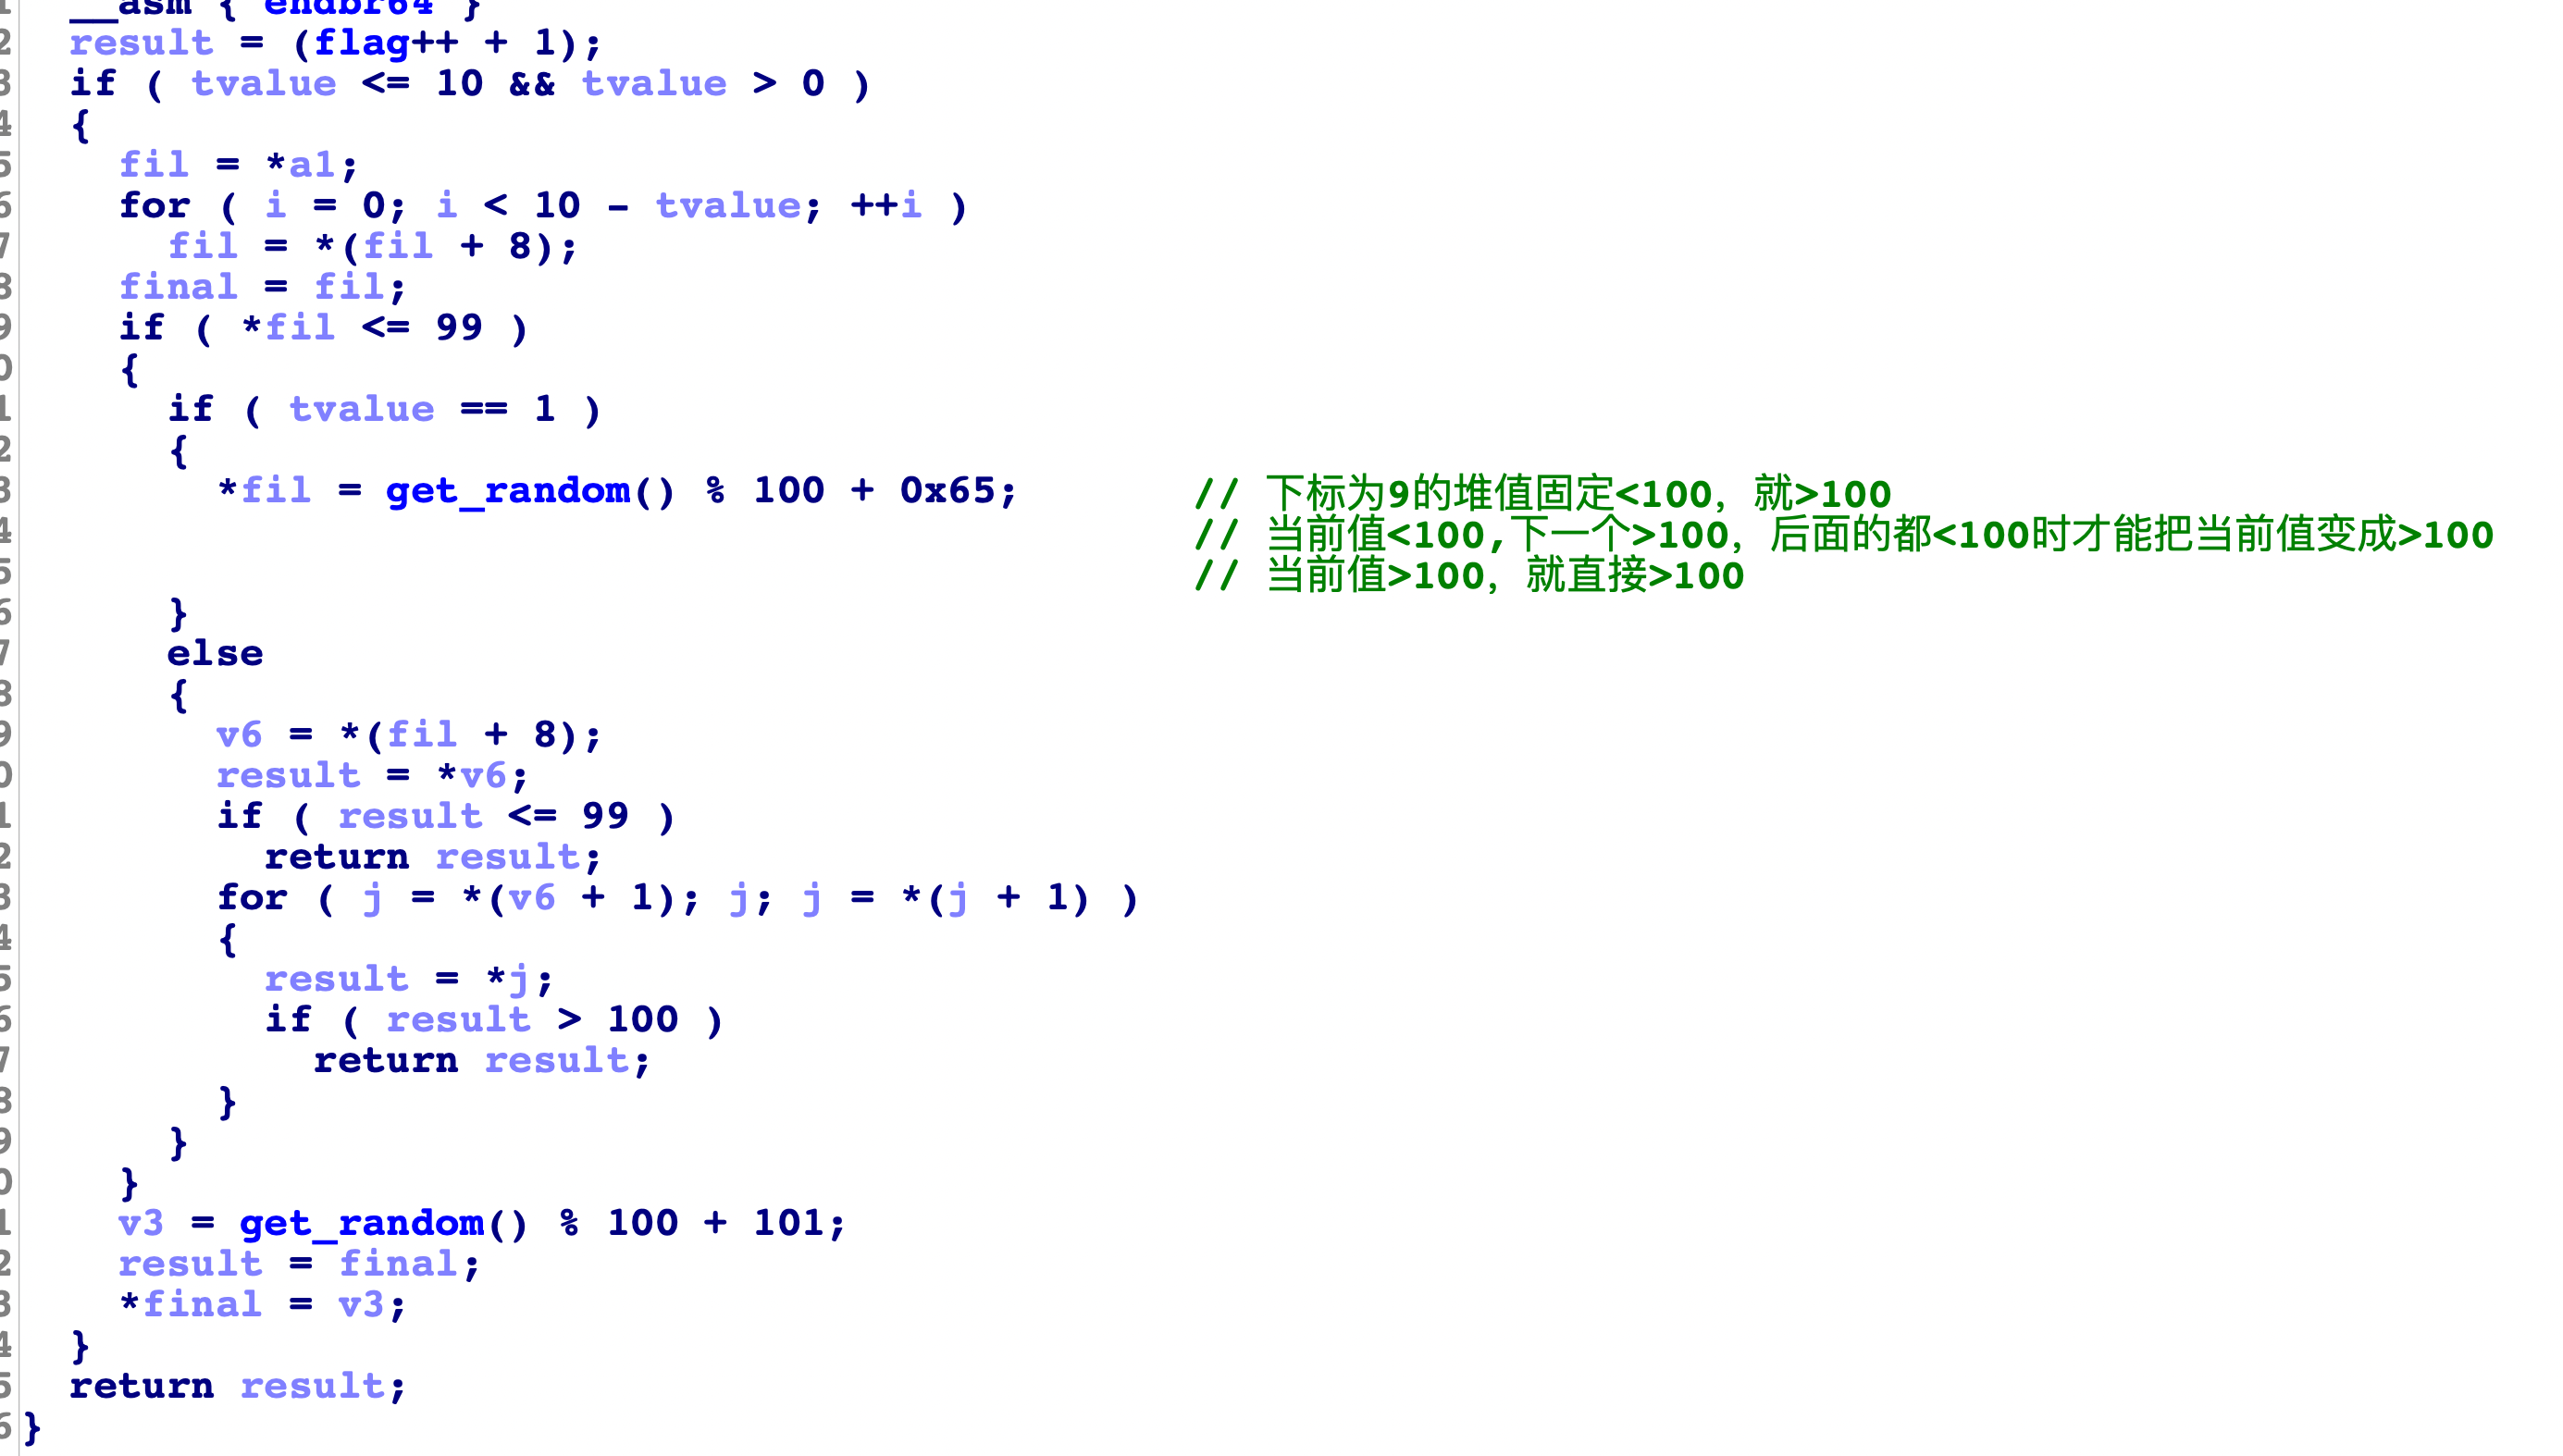 __asm { endbr64 }
2 result = (flag++ + 1);
3 if ( tvalue <= 10 && tvalue > 0 )
4 {
5 fil = *a1;
6 for ( i = 0; i < 10 - tvalue; ++i )
7 fil = *(fil + 8);
8 final = fil;
9 if ( *fil <= 99 )
0 {
1 if ( tvalue == 1 )
2 {
3 *fil = get_random() % 100 + 0x65; // 下标为9的堆值固定<100，就>100
4 // 当前值<100,下一个>100，后面的都<100时才能把当前值变成>100
5 // 当前值>100，就直接>100
6 }
7 else
8 {
9 v6 = *(fil + 8);
0 result = *v6;
1 if ( result <= 99 )
2 return result;
3 for ( j = *(v6 + 1); j; j = *(j + 1) )
4 {
5 result = *j;
6 if ( result > 100 )
7 return result;
8 }
9 }
0 }
1 v3 = get_random() % 100 + 101;
2 result = final;
3 *final = v3;
4 }
5 return result;
6 }